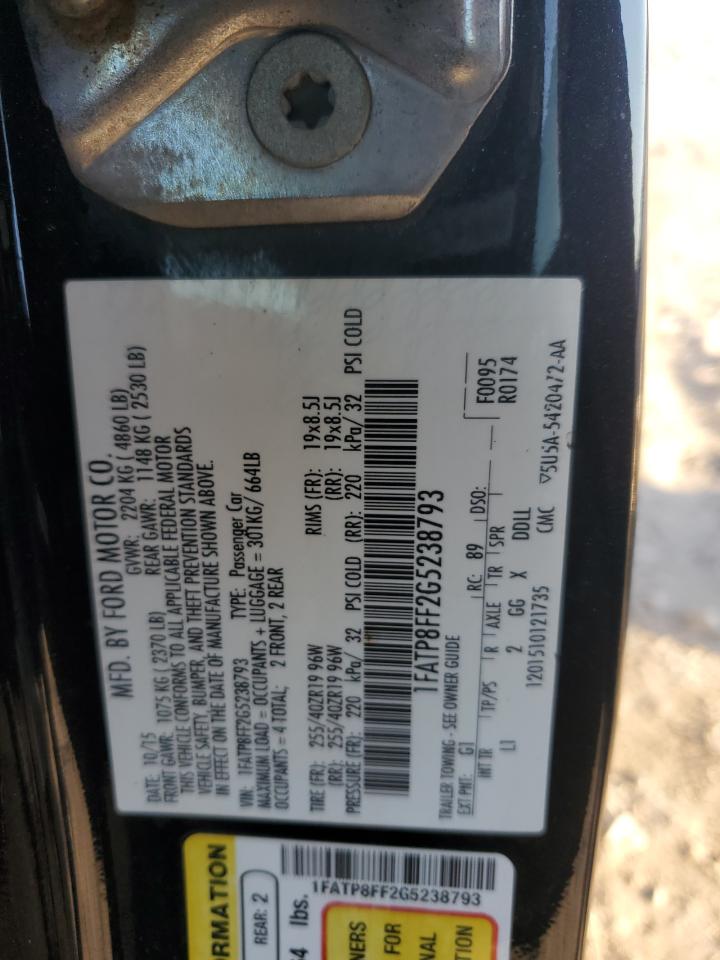 MFD. BY FORD MOTOR CO.
DATE: 10/15 GVWR: 2204 KG ( 4860 LB)
FRONT GAWR: 1075 KG (2370 LB) REAR GAWR: 1148 KG ( 2530 LB)
THIS VEHICLE CONFORMS TO ALL APPLICABLE FEDERAL MOTOR
VEHICLE SAFETY, BUMPER, AND THEFT PREVENTION STANDARDS
IN EFFECT ON THE DATE OF MANUFACTURE SHOWN ABOVE.
VIN: 1FATP8FF2G5238793 TYPE: Passenger Car
MAXIMUM LOAD = OCCUPANTS + LUGGAGE = 301KG/ 664LB
OCCUPANTS = 4 TOTAL; 2 FRONT, 2 REAR
TIRE (FR): 255/40ZR19 96W RIMS (FR): 19x8.5J
(RR): 255/40ZR19 96W (RR): 19x8.5J
PRESSURE (FR): 220 kPa/ 32 PSI COLD (RR): 220 kPa/ 32 PSI COLD
1FATP8FF2G5238793
TRAILER TOWING - SEE OWNER GUIDE F0095
EXT PNT: G1 RC: 89 DSO: R0174
INT TR TP/PS R AXLE TR SPR
LI 2 GG X DDLL
1201510121735 CMC ▽5U5A-5420472-AA
1FATP8FF2G5238793
lbs.
REAR: 2
FOR